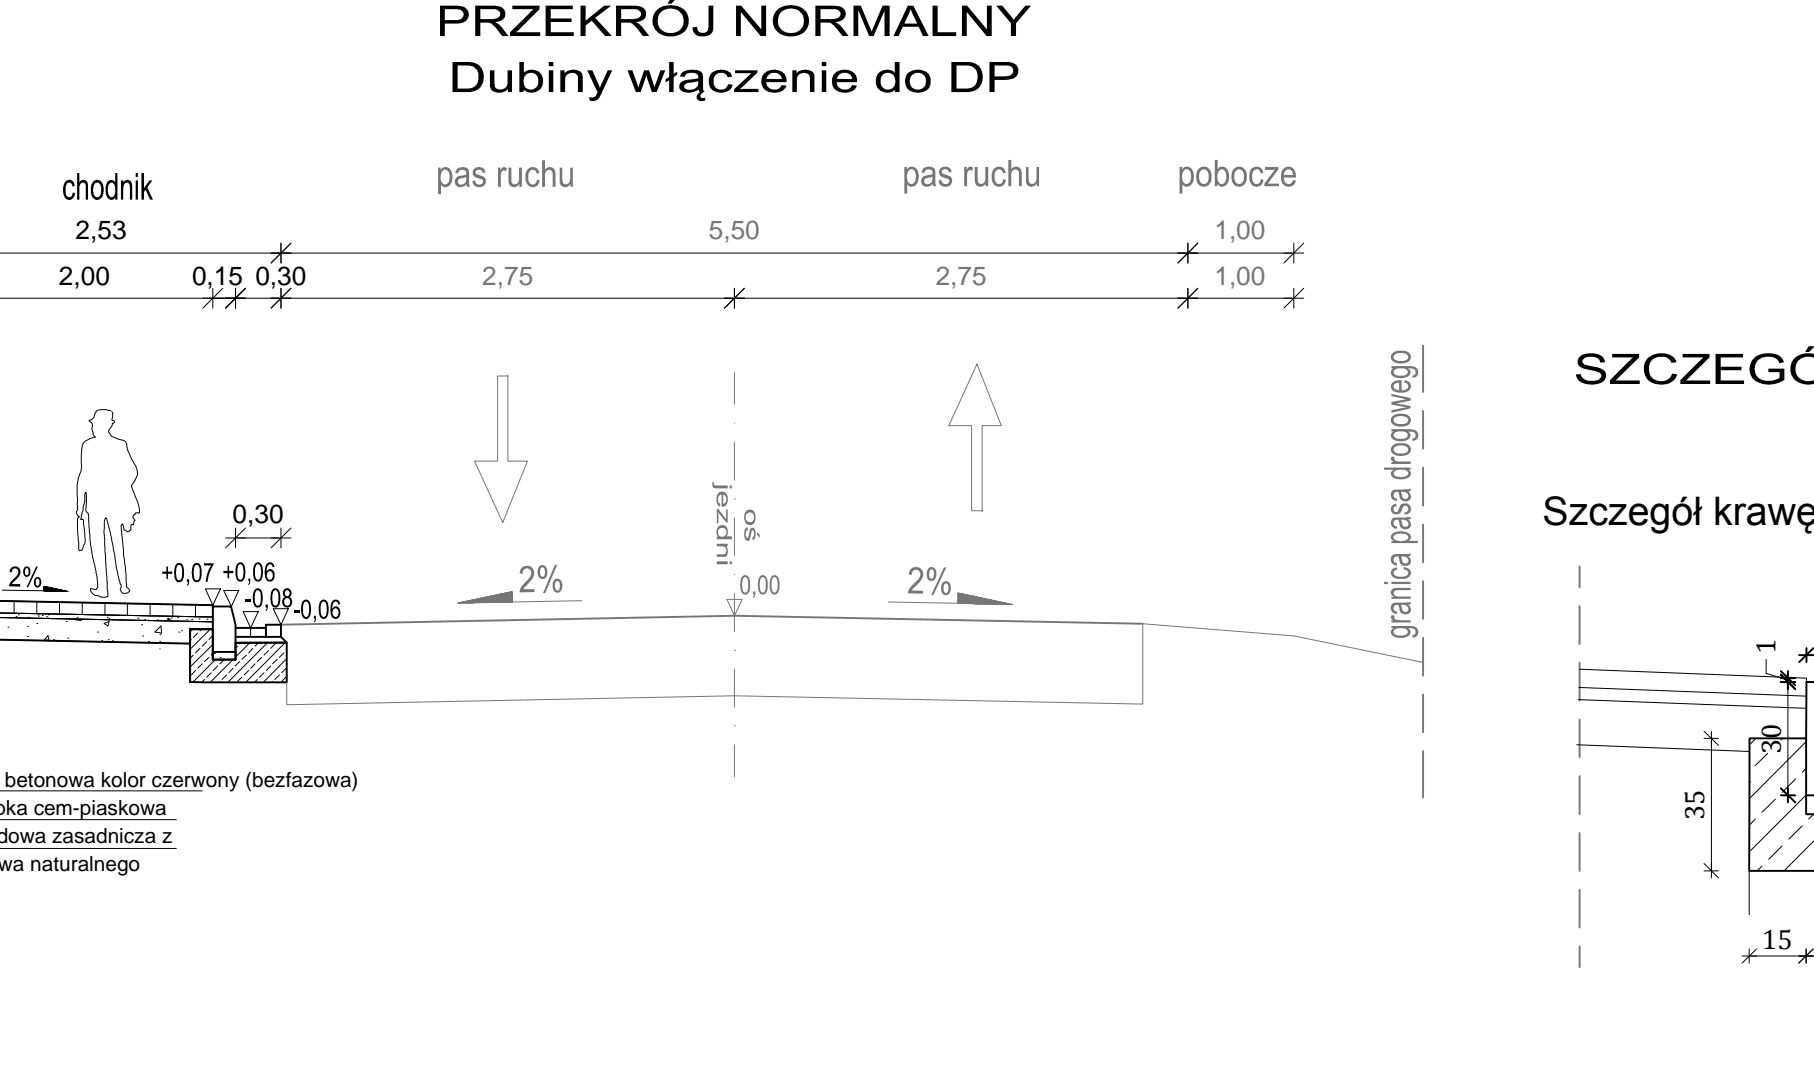 PRZEKRÓJ NORMALNY
Dubiny włączenie do DP
chodnik
pas ruchu
pas ruchu
pobocze
2,53
5,50
1,00
2,00
0,15
0,30
2,75
2,75
1,00
granica pasa drogowego
SZCZEGÓ
Szczegół krawę
oś
jezdni
0,30
2%
+0,07
+0,06
-0,08
-0,06
2%
0,00
2%
1
30
35
15
betonowa kolor czerwony (bezfazowa)
oka cem-piaskowa
dowa zasadnicza z
wa naturalnego